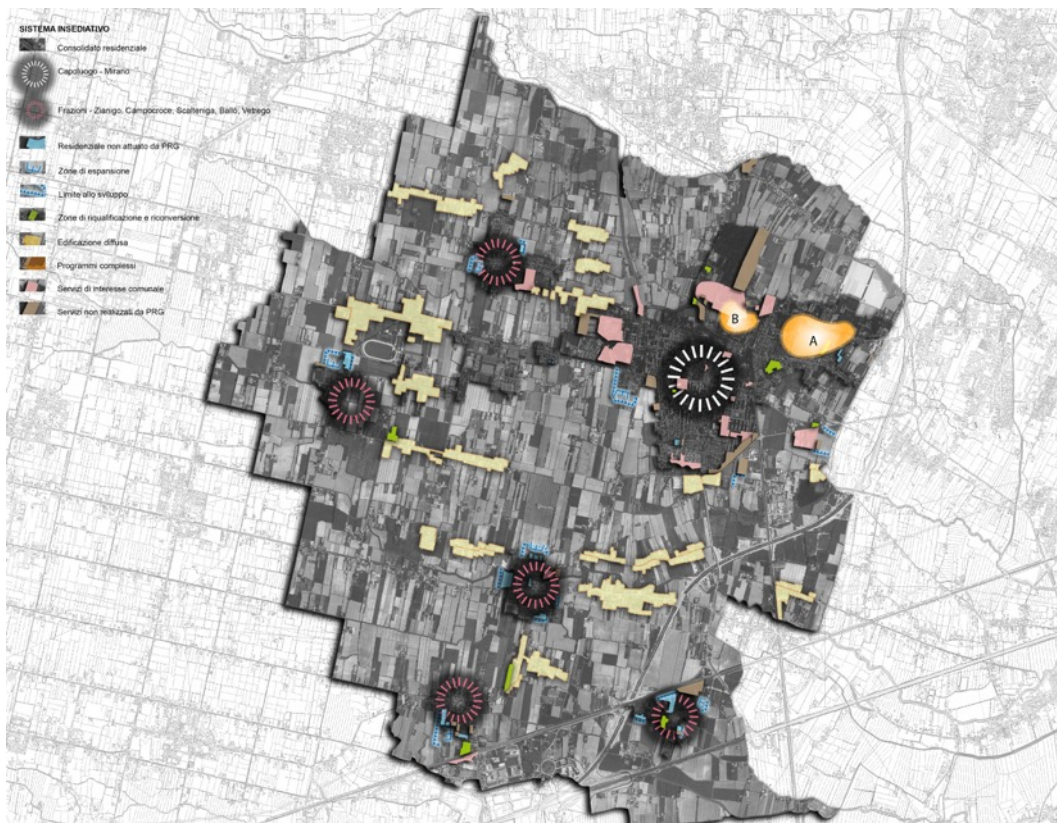 SISTEMA INSEDIATIVO
Consolidato residenziale
Capoluogo - Mirano
Frazioni - Zianigo, Campocroce, Scaltenigo, Ballò, Vetrego
Residenziale non attuato da PRG
Zone di espansione
Limite allo sviluppo
Zone di riqualificazione e riconversione
Edificazione diffusa
Programmi complessi
Servizi di interesse comunale
Servizi non realizzati da PRG
B
A